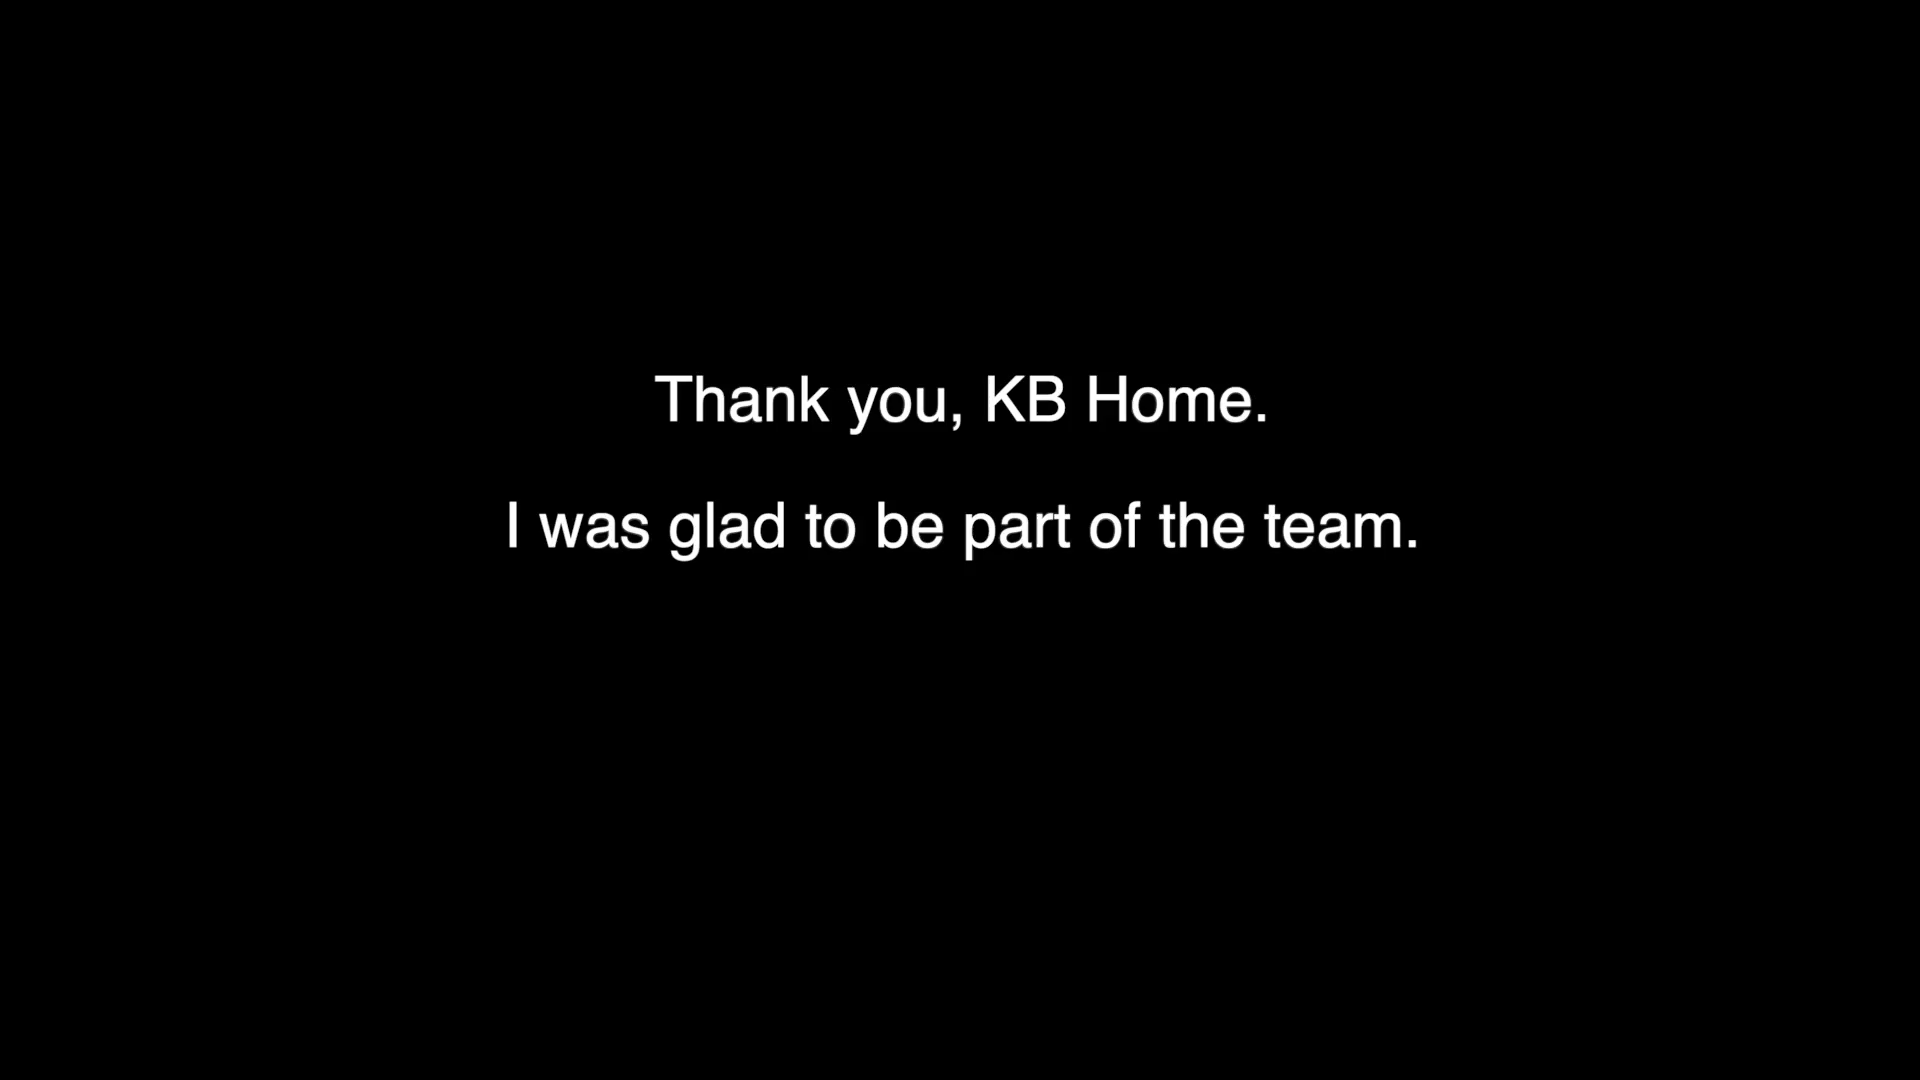 Thank you, KB Home.
I was glad to be part of the team.